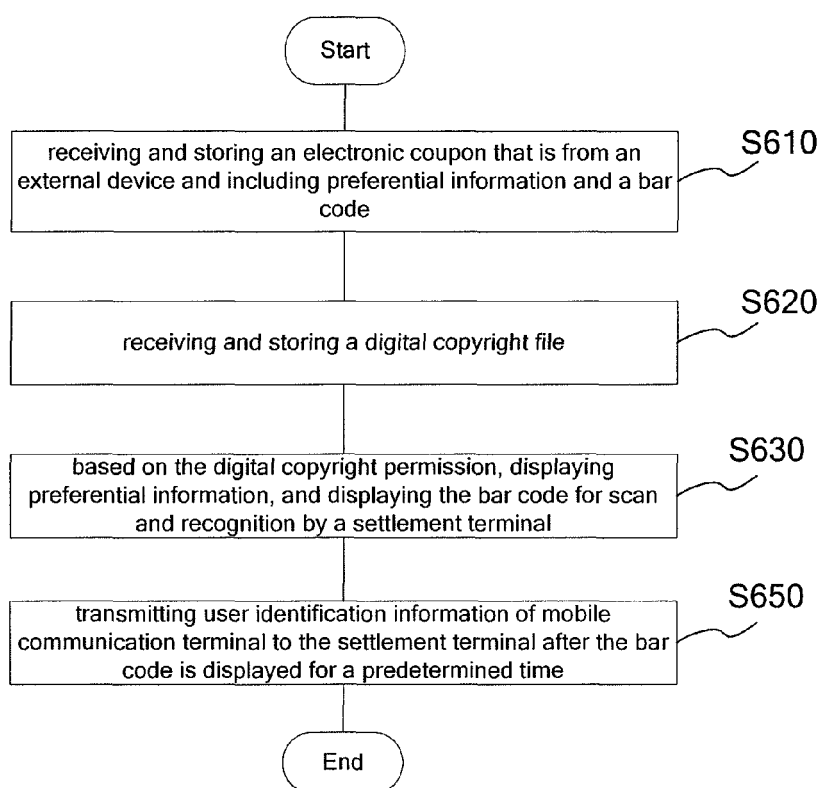 Start
receiving and storing an electronic coupon that is from an
external device and including preferential information and a bar
code
S610
receiving and storing a digital copyright file
S620
based on the digital copyright permission, displaying
preferential information, and displaying the bar code for scan
and recognition by a settlement terminal
S630
transmitting user identification information of mobile
communication terminal to the settlement terminal after the bar
code is displayed for a predetermined time
S650
End